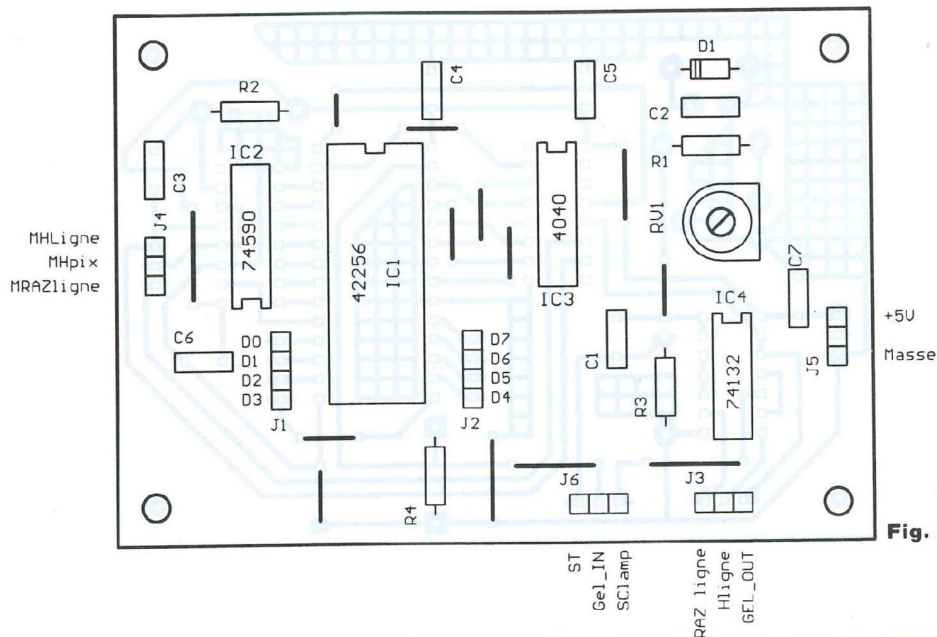 D1
C4
C5
R2
C2
IC2
R1
C3
J4
RV1
74590
42256
IC1
4040
MHLigne
MHpix
MRAZligne
C7
IC3
IC4
+5V
C6
D0
D1
D2
D3
D7
D6
D5
D4
C1
R3
74132
J5
Masse
J1
J2
R4
J6
J3
Fig.
ST
Gel_IN
SClamp
RAZ ligne
Hligne
GEL_OUT